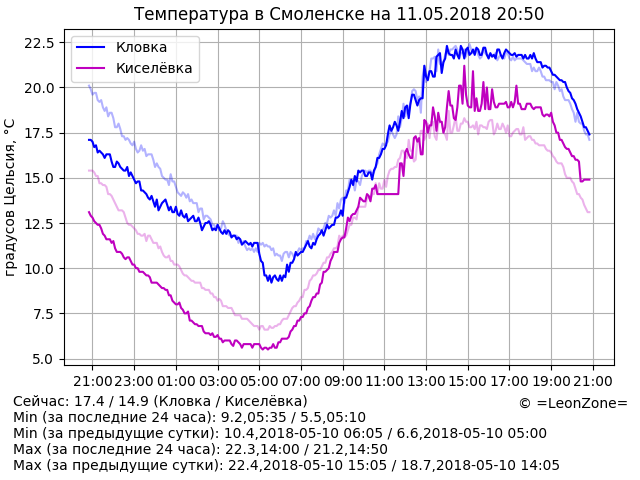 Температура в Смоленске на 11.05.2018 20:50
Кловка
Киселёвка
градусов Цельсия, °C
22.5
20.0
17.5
15.0
12.5
10.0
7.5
5.0
21:00 23:00 01:00 03:00 05:00 07:00 09:00 11:00 13:00 15:00 17:00 19:00 21:00
Сейчас: 17.4 / 14.9 (Кловка / Киселёвка)
© =LeonZone=
Min (за последние 24 часа): 9.2,05:35 / 5.5,05:10
Min (за предыдущие сутки): 10.4,2018-05-10 06:05 / 6.6,2018-05-10 05:00
Max (за последние 24 часа): 22.3,14:00 / 21.2,14:50
Max (за предыдущие сутки): 22.4,2018-05-10 15:05 / 18.7,2018-05-10 14:05